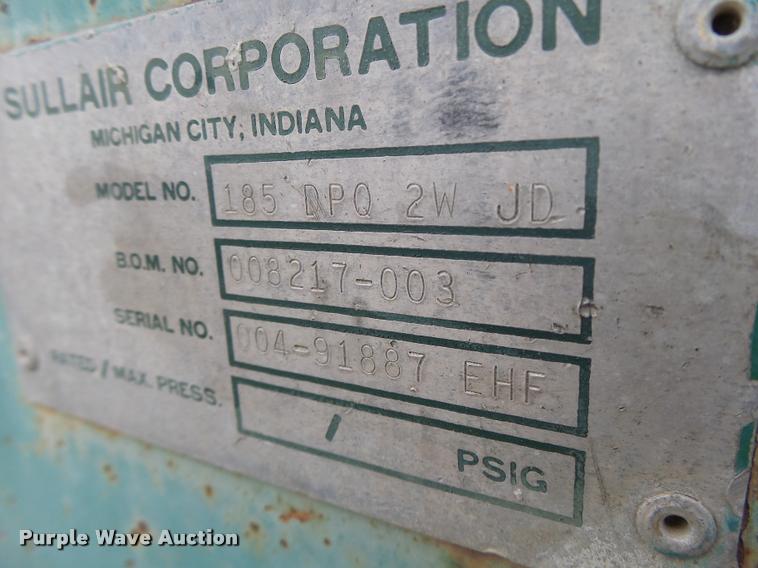 SULLAIR CORPORATION
MICHIGAN CITY, INDIANA
MODEL NO. 185 DPQ 2W JD
B.O.M. NO. 008217-003
SERIAL NO. 004-91887 EHF
RATED / MAX. PRESS. / PSIG
Purple Wave Auction